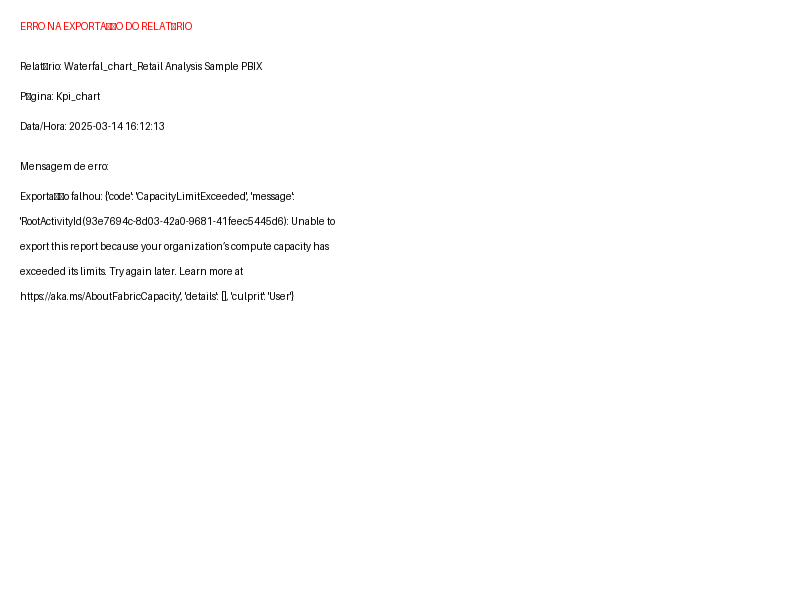 ERRO NA EXPORTA▯▯O DO RELAT▯RIO
Relat▯rio: Waterfal_chart_Retail Analysis Sample PBIX
P▯gina: Kpi_chart
Data/Hora: 2025-03-14 16:12:13
Mensagem de erro:
Exporta▯▯o falhou: {'code': 'CapacityLimitExceeded', 'message':
'RootActivityId(93e7694c-8d03-42a0-9681-41feec5445d6): Unable to
export this report because your organization’s compute capacity has
exceeded its limits. Try again later. Learn more at
https://aka.ms/AboutFabricCapacity', 'details': [], 'culprit': 'User'}